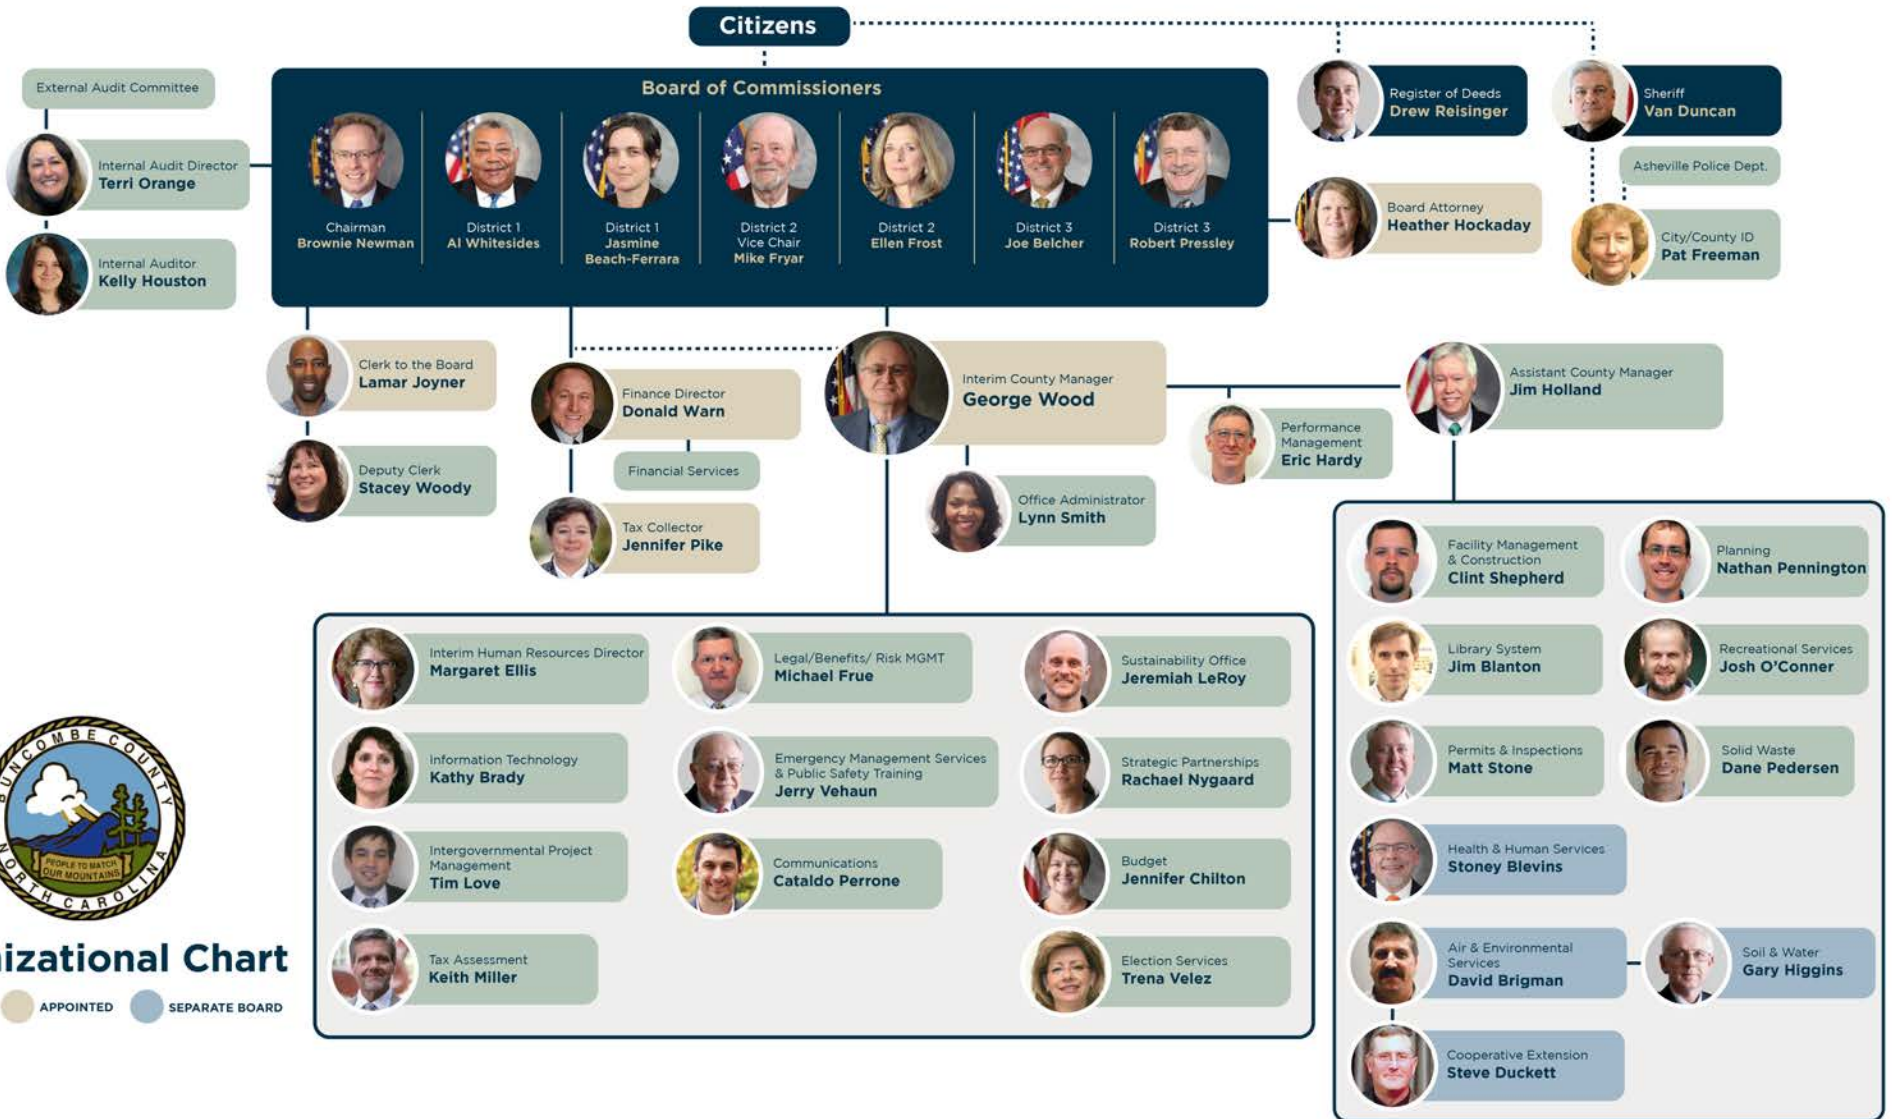 Citizens
External Audit Committee
Internal Audit Director
Terri Orange
Internal Auditor
Kelly Houston
Board of Commissioners
Chairman
Brownie Newman
District 1
Al Whitesides
District 1
Jasmine
Beach-Ferrara
District 2
Vice Chair
Mike Fryar
District 2
Ellen Frost
District 3
Joe Belcher
District 3
Robert Pressley
Register of Deeds
Drew Reisinger
Sheriff
Van Duncan
Asheville Police Dept.
Board Attorney
Heather Hockaday
City/County ID
Pat Freeman
Clerk to the Board
Lamar Joyner
Deputy Clerk
Stacey Woody
Finance Director
Donald Warn
Financial Services
Tax Collector
Jennifer Pike
Interim County Manager
George Wood
Office Administrator
Lynn Smith
Performance
Management
Eric Hardy
Assistant County Manager
Jim Holland
Interim Human Resources Director
Margaret Ellis
Information Technology
Kathy Brady
Intergovernmental Project
Management
Tim Love
Tax Assessment
Keith Miller
Legal/Benefits/ Risk MGMT
Michael Frue
Emergency Management Services
& Public Safety Training
Jerry Vehaun
Communications
Cataldo Perrone
Sustainability Office
Jeremiah LeRoy
Strategic Partnerships
Rachael Nygaard
Budget
Jennifer Chilton
Election Services
Trena Velez
Facility Management
& Construction
Clint Shepherd
Planning
Nathan Pennington
Library System
Jim Blanton
Recreational Services
Josh O'Conner
Permits & Inspections
Matt Stone
Solid Waste
Dane Pedersen
Health & Human Services
Stoney Blevins
Air & Environmental
Services
David Brigman
Soil & Water
Gary Higgins
Cooperative Extension
Steve Duckett
BUNCOMBE COUNTY
PEOPLE TO MATCH
OUR MOUNTAINS
NORTH CAROLINA
izational Chart
APPOINTED
SEPARATE BOARD